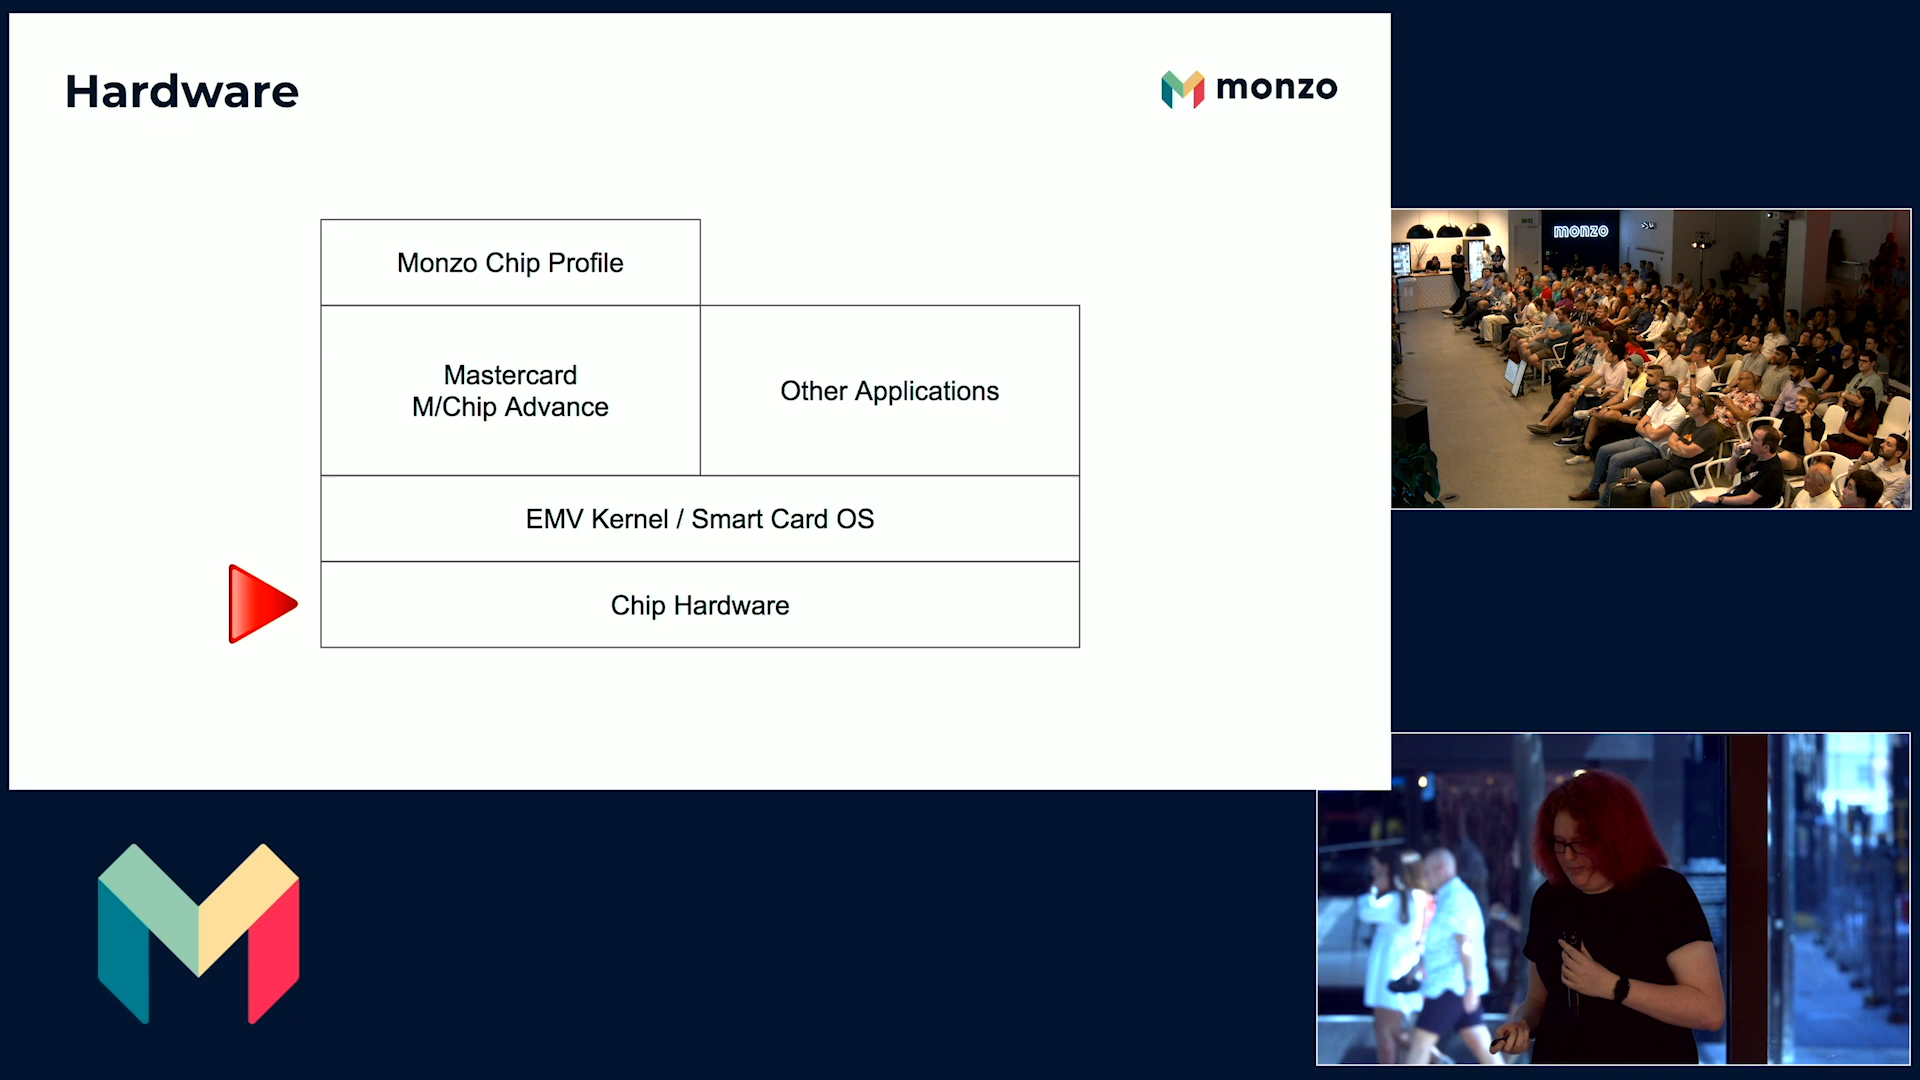 Hardware
monzo
Monzo Chip Profile
Mastercard
M/Chip Advance
Other Applications
EMV Kernel / Smart Card OS
Chip Hardware
monzo